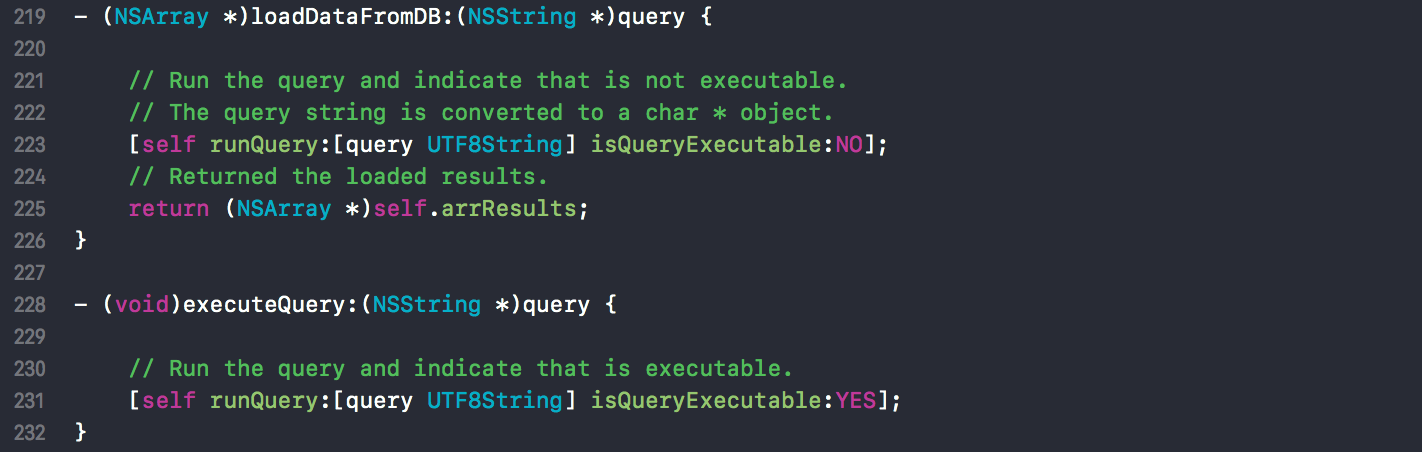 219 - (NSArray *)loadDataFromDB:(NSString *)query {
220
221 // Run the query and indicate that is not executable.
222 // The query string is converted to a char * object.
223 [self runQuery:[query UTF8String] isQueryExecutable:NO];
224 // Returned the loaded results.
225 return (NSArray *)self.arrResults;
226 }
227
228 - (void)executeQuery:(NSString *)query {
229
230 // Run the query and indicate that is executable.
231 [self runQuery:[query UTF8String] isQueryExecutable:YES];
232 }